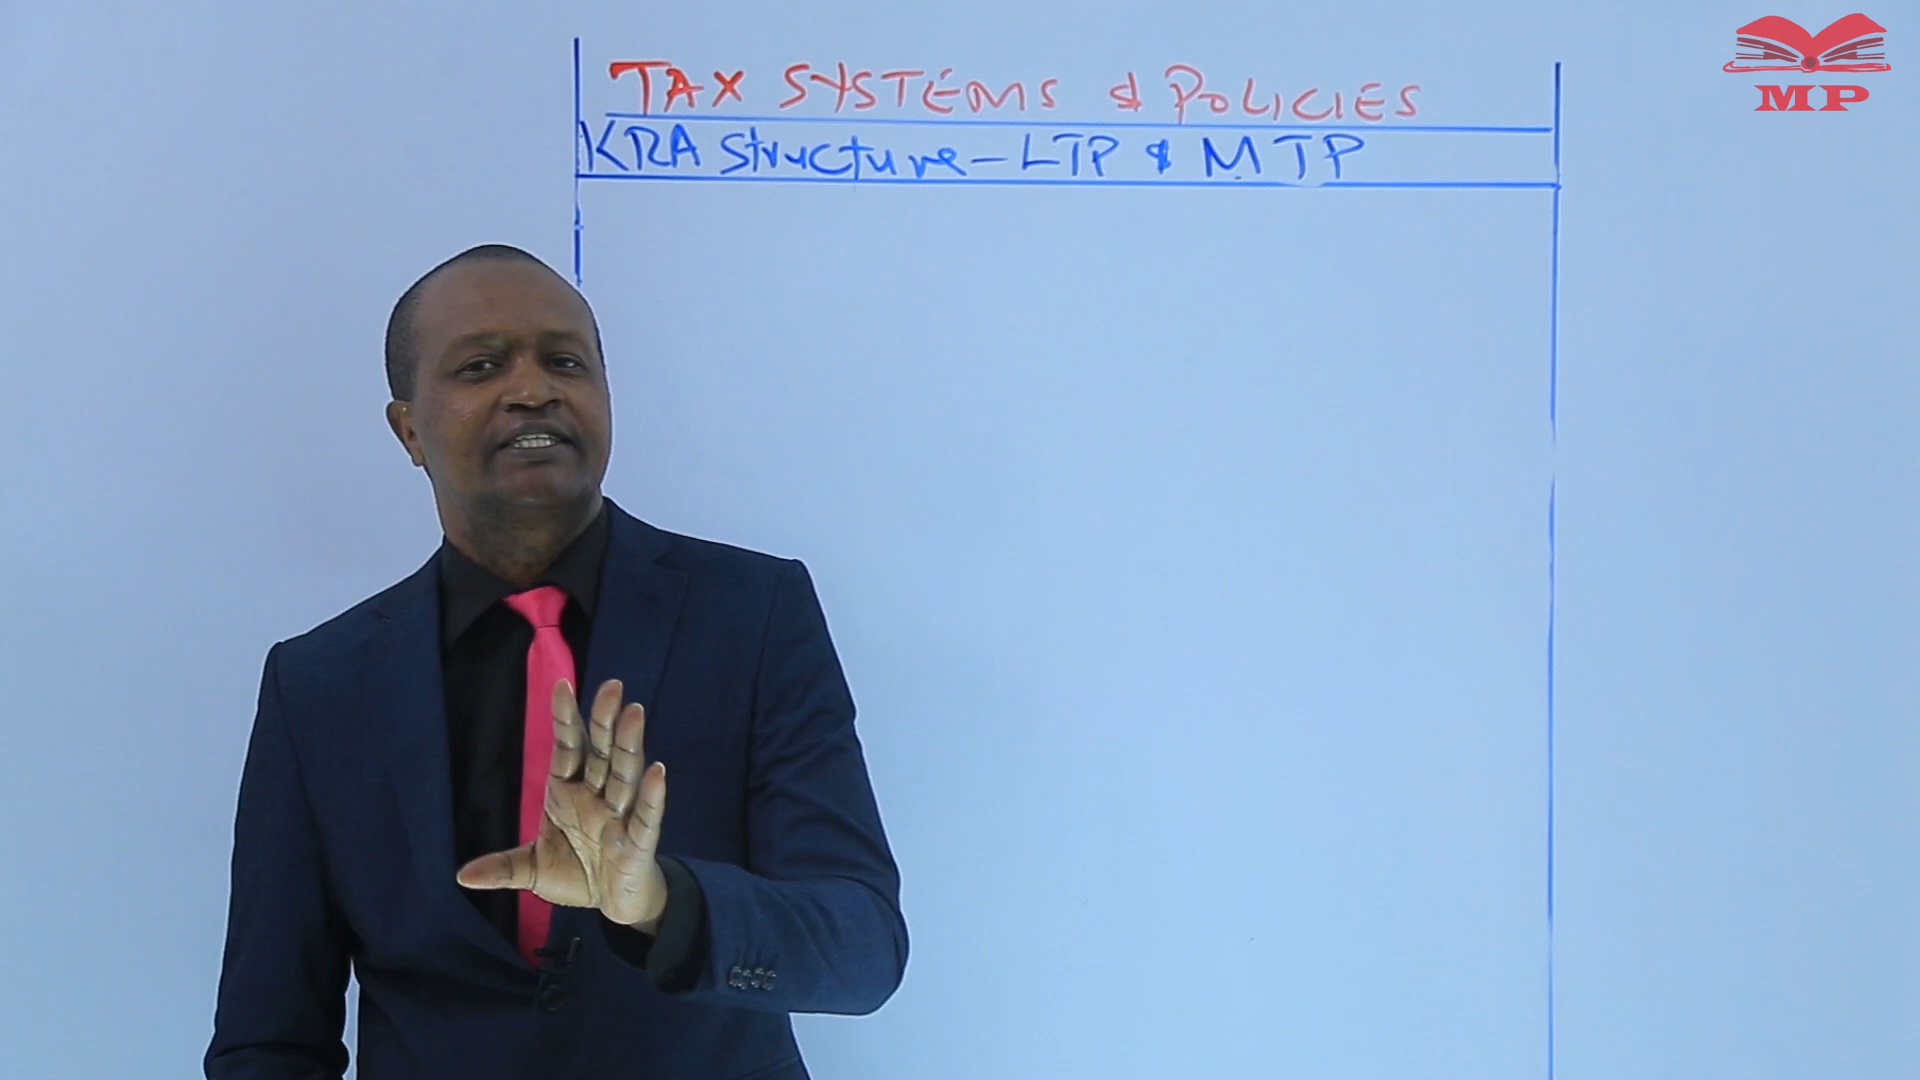 TAX SYSTEMS & POLICIES
KRA Structure - LTP & MTP
MP